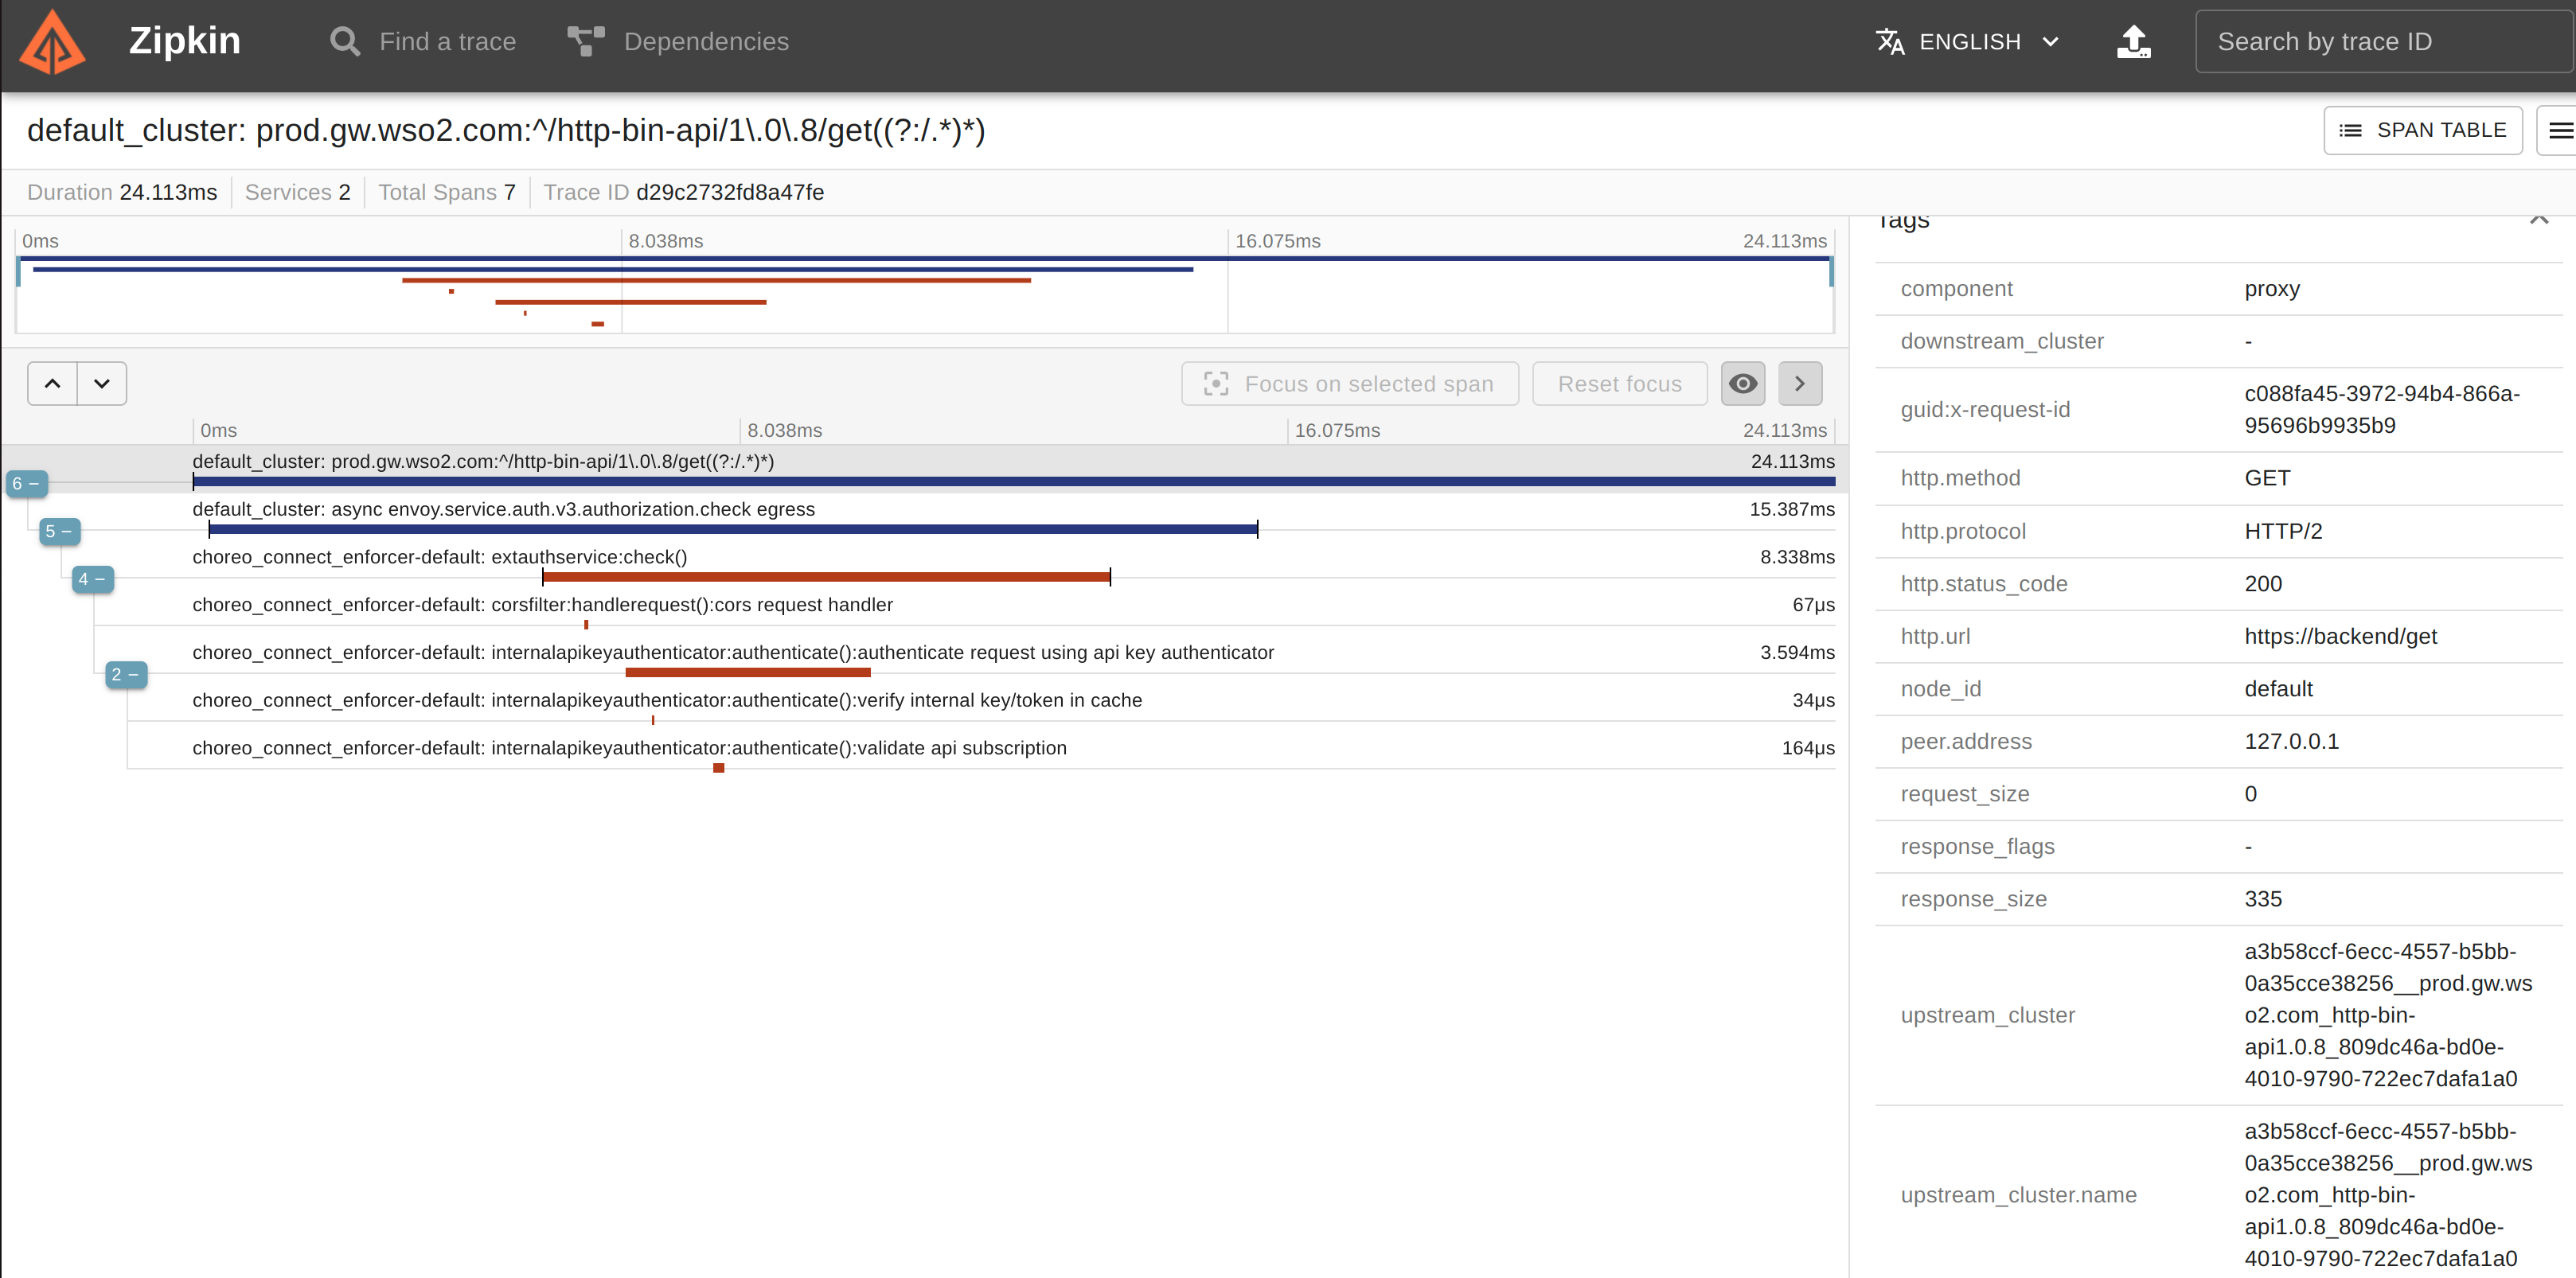 Zipkin
Find a trace
Dependencies
ENGLISH
Search by trace ID
default_cluster: prod.gw.wso2.com:^/http-bin-api/1\.0\.8/get((?:/.*)*)
SPAN TABLE
Duration 24.113ms
Services 2
Total Spans 7
Trace ID d29c2732fd8a47fe
0ms
8.038ms
16.075ms
24.113ms
Focus on selected span
Reset focus
0ms
8.038ms
16.075ms
24.113ms
6 −
default_cluster: prod.gw.wso2.com:^/http-bin-api/1\.0\.8/get((?:/.*)*)
24.113ms
5 −
default_cluster: async envoy.service.auth.v3.authorization.check egress
15.387ms
4 −
choreo_connect_enforcer-default: extauthservice:check()
8.338ms
choreo_connect_enforcer-default: corsfilter:handlerequest():cors request handler
67μs
2 −
choreo_connect_enforcer-default: internalapikeyauthenticator:authenticate():authenticate request using api key authenticator
3.594ms
choreo_connect_enforcer-default: internalapikeyauthenticator:authenticate():verify internal key/token in cache
34μs
choreo_connect_enforcer-default: internalapikeyauthenticator:authenticate():validate api subscription
164μs
Tags
component
proxy
downstream_cluster
-
guid:x-request-id
c088fa45-3972-94b4-866a-
95696b9935b9
http.method
GET
http.protocol
HTTP/2
http.status_code
200
http.url
https://backend/get
node_id
default
peer.address
127.0.0.1
request_size
0
response_flags
-
response_size
335
upstream_cluster
a3b58ccf-6ecc-4557-b5bb-
0a35cce38256__prod.gw.ws
o2.com_http-bin-
api1.0.8_809dc46a-bd0e-
4010-9790-722ec7dafa1a0
upstream_cluster.name
a3b58ccf-6ecc-4557-b5bb-
0a35cce38256__prod.gw.ws
o2.com_http-bin-
api1.0.8_809dc46a-bd0e-
4010-9790-722ec7dafa1a0